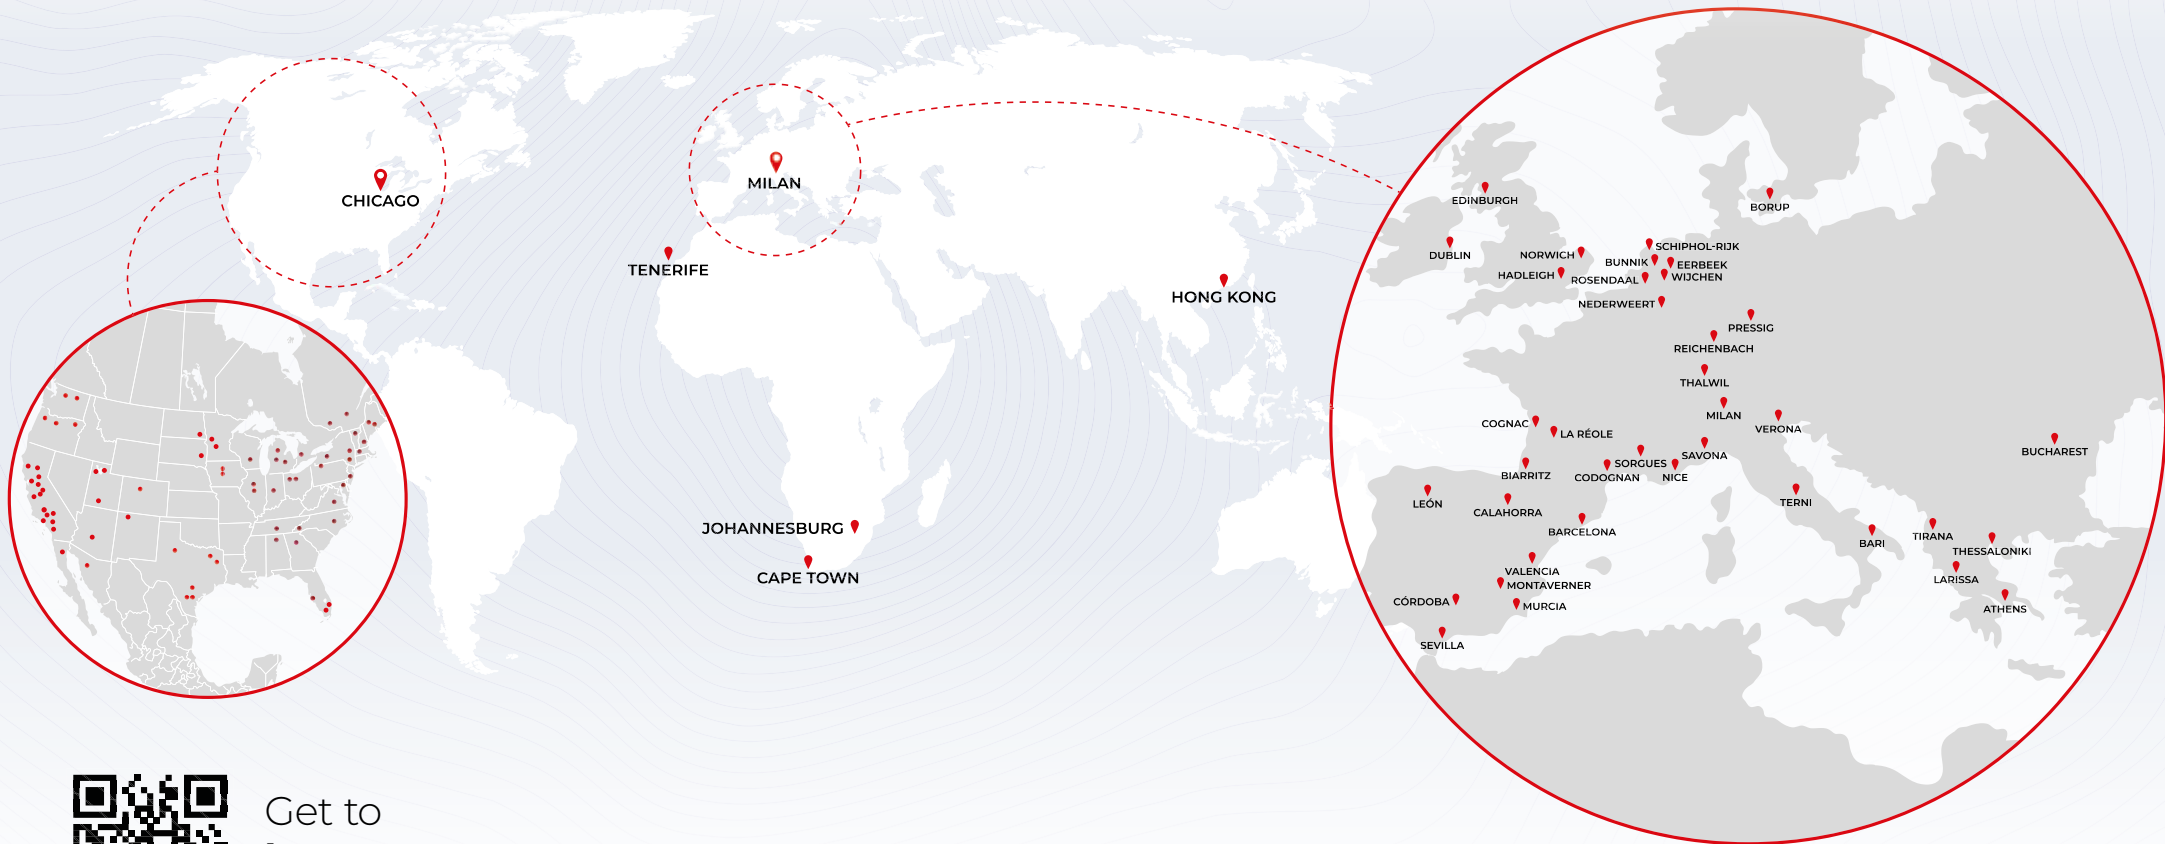 CHICAGO
MILAN
TENERIFE
HONG KONG
JOHANNESBURG
CAPE TOWN
EDINBURGH
BORUP
DUBLIN
NORWICH
SCHIPHOL-RIJK
BUNNIK
EERBEEK
HADLEIGH
ROSENDAAL
WIJCHEN
NEDERWEERT
PRESSIG
REICHENBACH
THALWIL
MILAN
COGNAC
VERONA
LA RÉOLE
BUCHAREST
SAVONA
SORGUES
BIARRITZ
CODOGNAN
NICE
LEÓN
TERNI
CALAHORRA
BARCELONA
TIRANA
BARI
THESSALONIKI
VALENCIA
LARISSA
MONTAVERNER
CÓRDOBA
MURCIA
ATHENS
SEVILLA
Get to